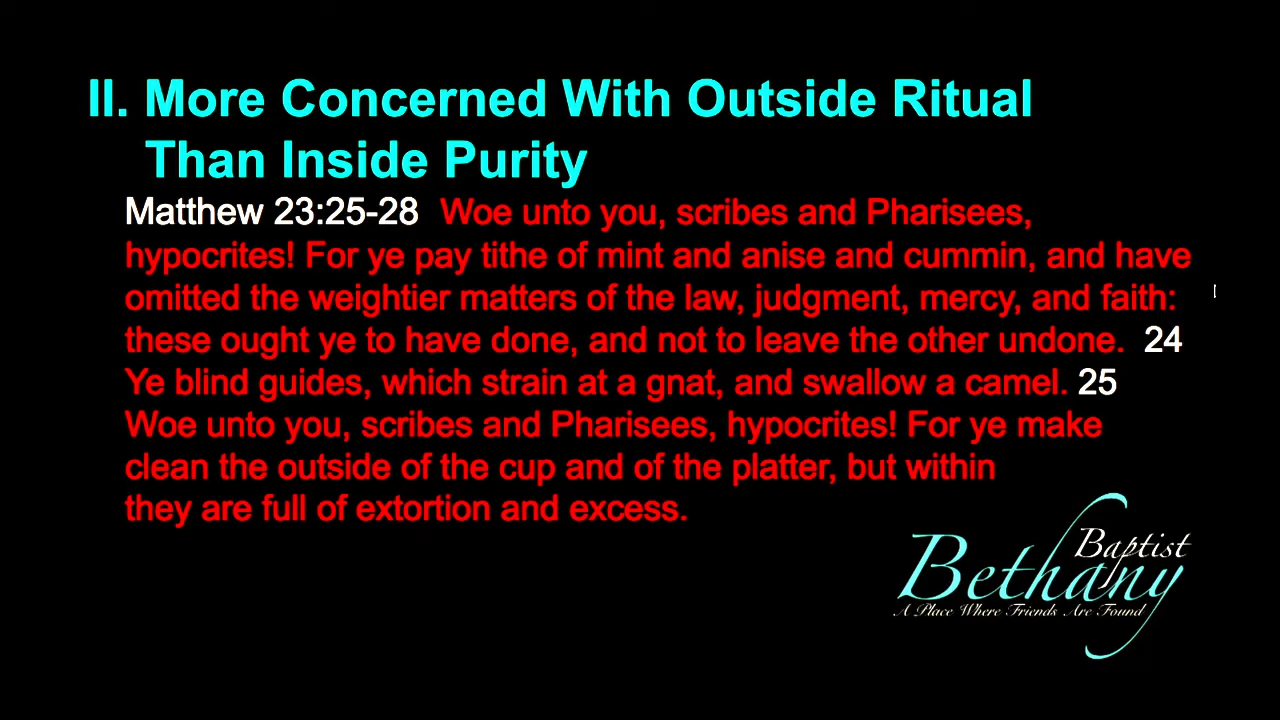 II. More Concerned With Outside Ritual
Than Inside Purity
Matthew 23:25-28 Woe unto you, scribes and Pharisees,
hypocrites! For ye pay tithe of mint and anise and cummin, and have
omitted the weightier matters of the law, judgment, mercy, and faith:
these ought ye to have done, and not to leave the other undone. 24
Ye blind guides, which strain at a gnat, and swallow a camel. 25
Woe unto you, scribes and Pharisees, hypocrites! For ye make
clean the outside of the cup and of the platter, but within
they are full of extortion and excess.
Baptist
Bethany
A Place Where Friends Are Found